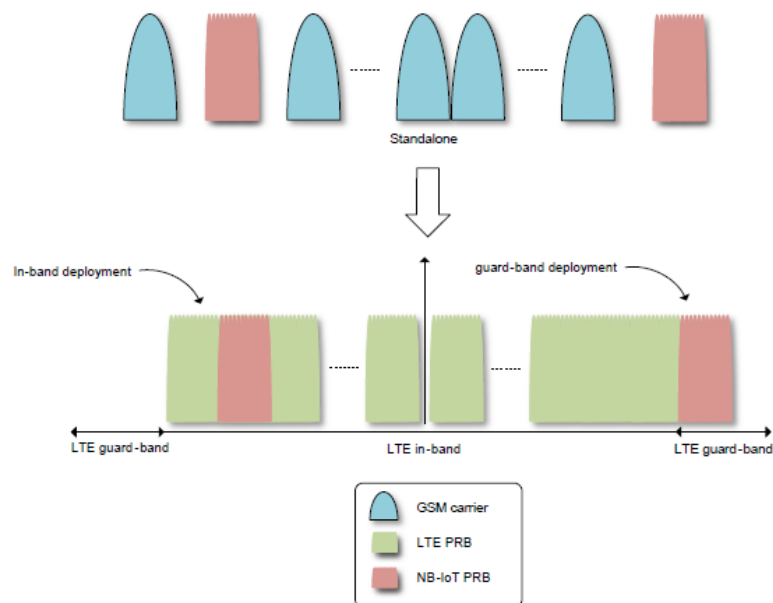 Standalone
In-band deployment
guard-band deployment
LTE guard-band
LTE in-band
LTE guard-band
GSM carrier
LTE PRB
NB-IoT PRB